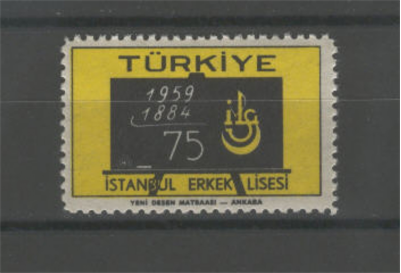 TÜRKİYE
1959
1884
75
İSTANBUL ERKEK LİSESİ
YENİ DESEN MATBAASI — ANKARA